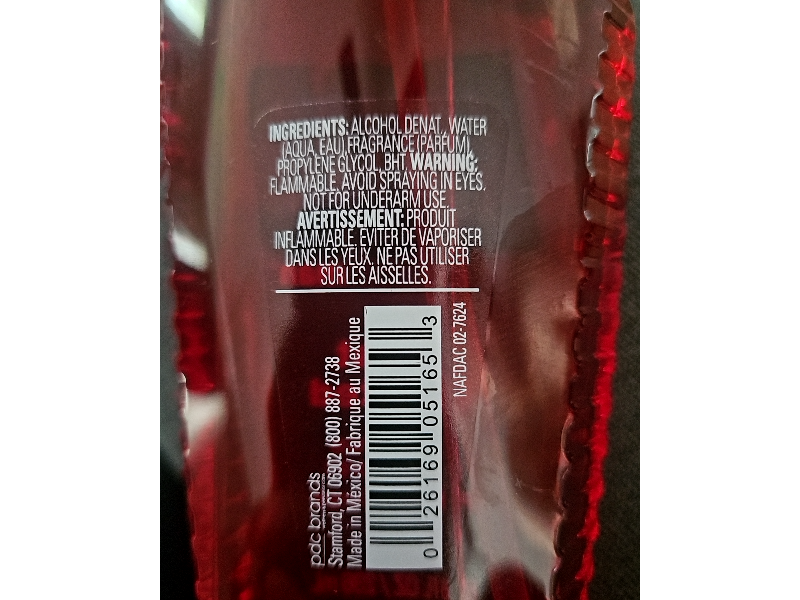 INGREDIENTS: ALCOHOL DENAT., WATER
(AQUA, EAU), FRAGRANCE (PARFUM),
PROPYLENE GLYCOL, BHT. WARNING:
FLAMMABLE. AVOID SPRAYING IN EYES.
NOT FOR UNDERARM USE.
AVERTISSEMENT: PRODUIT
INFLAMMABLE. EVITER DE VAPORISER
DANS LES YEUX. NE PAS UTILISER
SUR LES AISSELLES.
pdc brands
Stamford, CT 06902 (800) 887-2738
Made in México/ Fabrique au Mexique
0 26169 05165 3
NAFDAC 02-7624